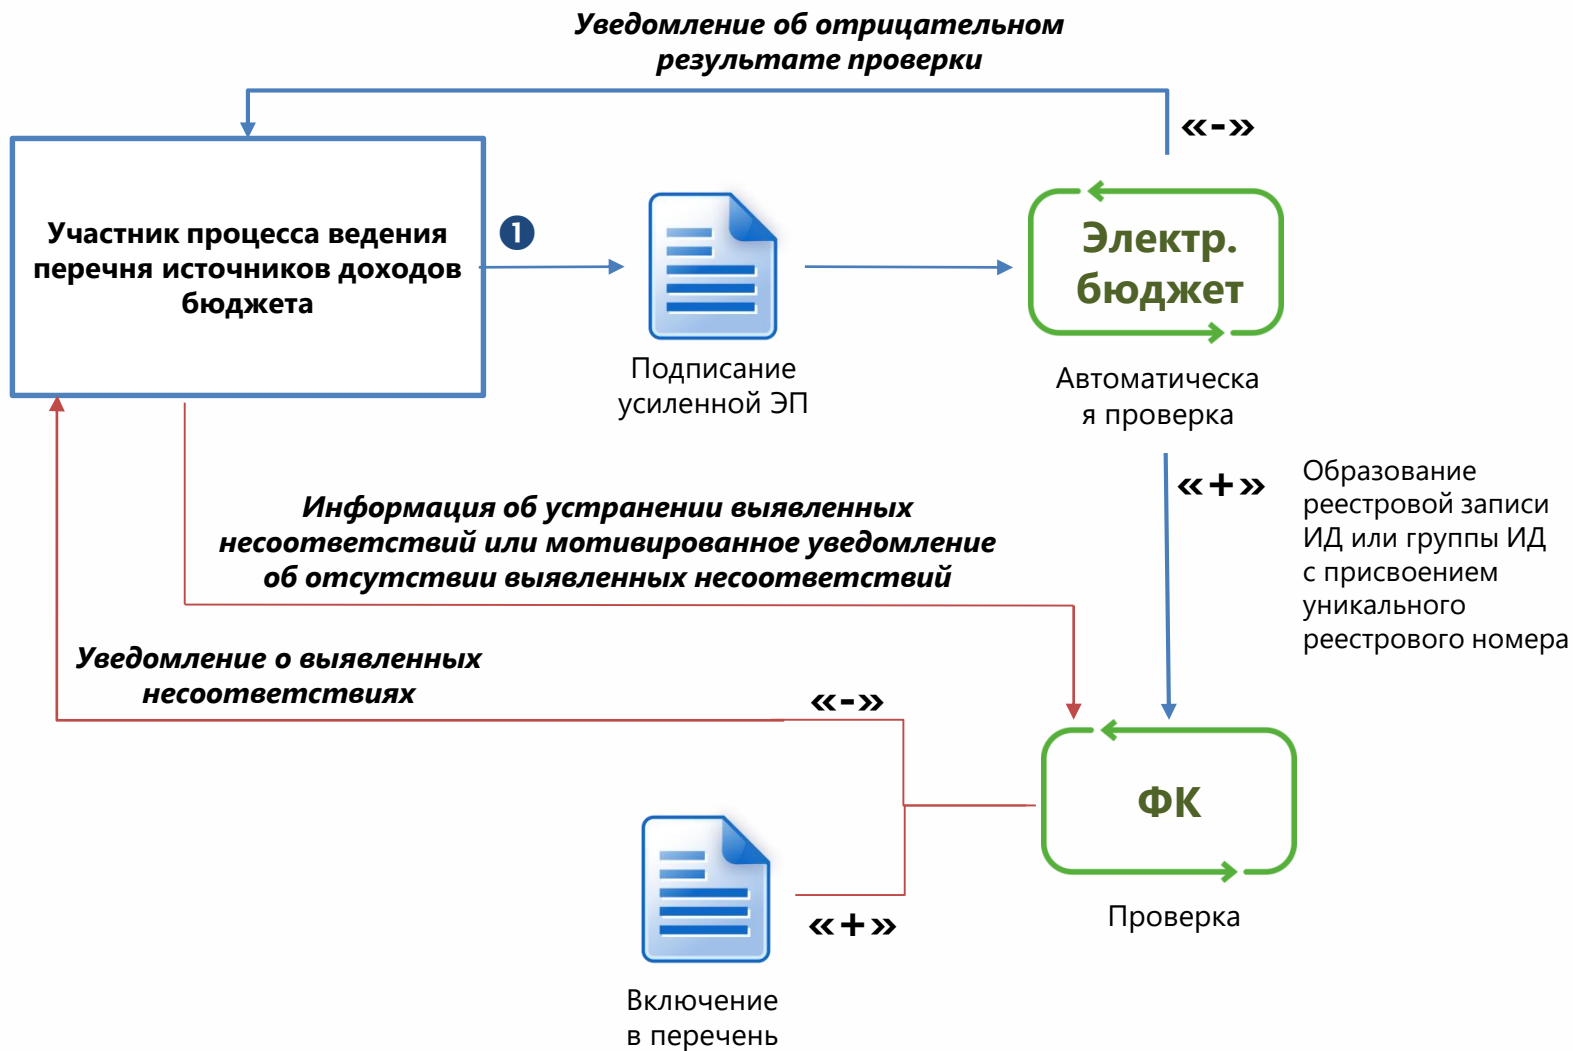 Уведомление об отрицательном
результате проверки
«-»
Участник процесса ведения
перечня источников доходов
бюджета
1
Электр.
бюджет
Подписание
усиленной ЭП
Автоматическа
я проверка
«+»
Образование
реестровой записи
ИД или группы ИД
с присвоением
уникального
реестрового номера
Информация об устранении выявленных
несоответствий или мотивированное уведомление
об отсутствии выявленных несоответствий
Уведомление о выявленных
несоответствиях
«-»
ФК
«+»
Проверка
Включение
в перечень